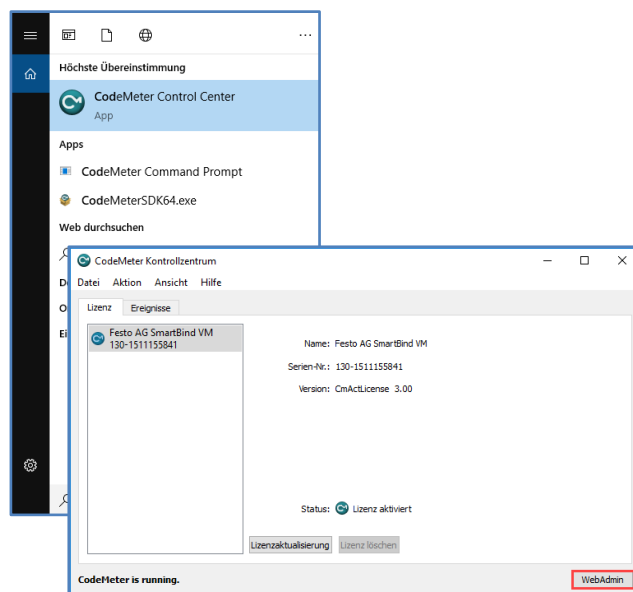 Höchste Übereinstimmung
CodeMeter Control Center
App
Apps
CodeMeter Command Prompt
CodeMeterSDK64.exe
Web durchsuchen
CodeMeter Kontrollzentrum
Datei Aktion Ansicht Hilfe
Lizenz Ereignisse
Festo AG SmartBind VM
130-1511155841
Name: Festo AG SmartBind VM
Serien-Nr.: 130-1511155841
Version: CmActLicense 3.00
Status: Lizenz aktiviert
Lizenzaktualisierung Lizenz löschen
CodeMeter is running.
WebAdmin